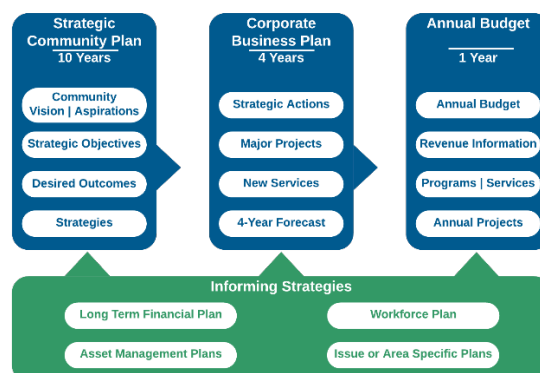 Strategic
Community Plan
10 Years
Community
Vision | Aspirations
Strategic Objectives
Desired Outcomes
Strategies
Corporate
Business Plan
4 Years
Strategic Actions
Major Projects
New Services
4-Year Forecast
Annual Budget
1 Year
Annual Budget
Revenue Information
Programs | Services
Annual Projects
Informing Strategies
Long Term Financial Plan
Workforce Plan
Asset Management Plans
Issue or Area Specific Plans